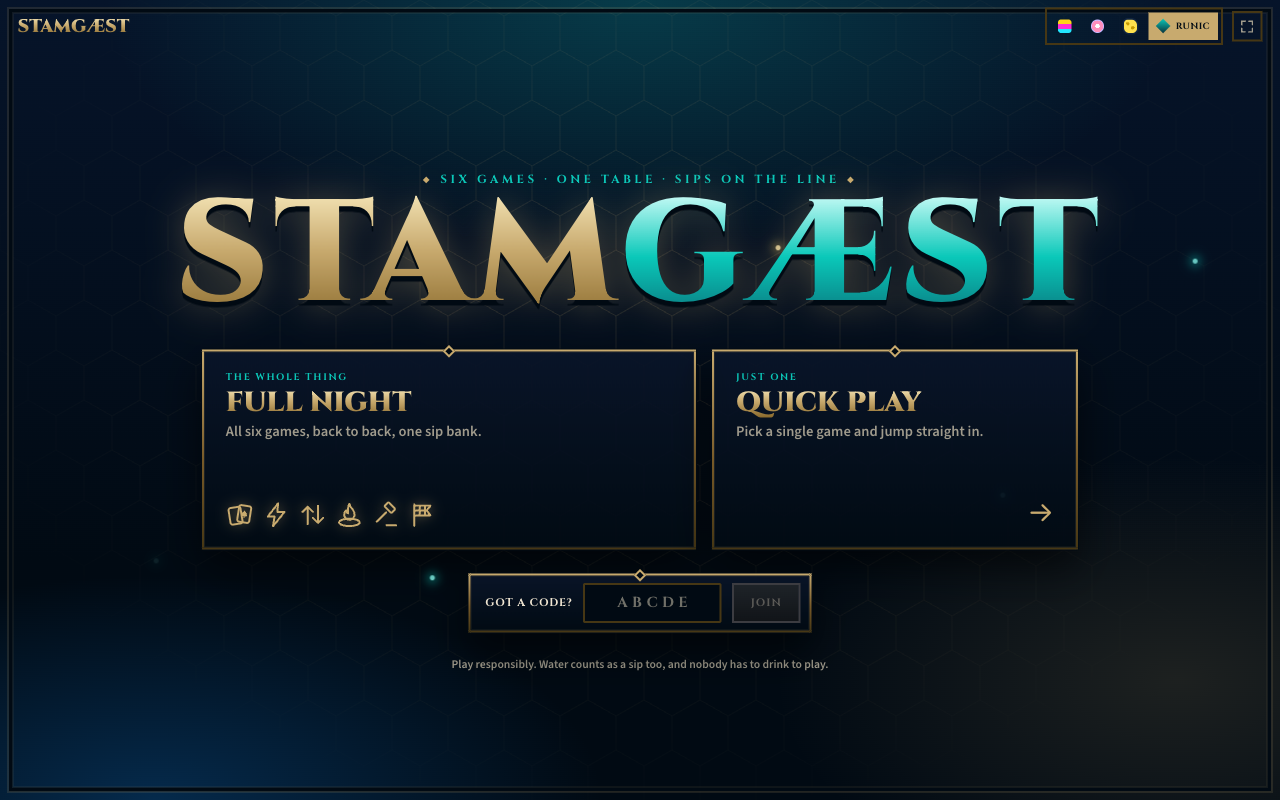 STAMGÆST
RUNIC
SIX GAMES · ONE TABLE · SIPS ON THE LINE
STAMGÆST
THE WHOLE THING
FULL NIGHT
All six games, back to back, one sip bank.
JUST ONE
QUICK PLAY
Pick a single game and jump straight in.
GOT A CODE?
ABCDE
JOIN
Play responsibly. Water counts as a sip too, and nobody has to drink to play.